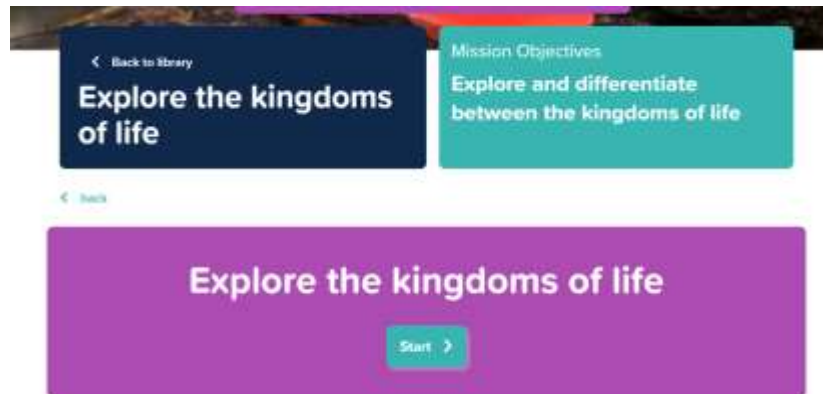 Back to library
Explore the kingdoms
of life
Mission Objectives
Explore and differentiate
between the kingdoms of life
back
Explore the kingdoms of life
Start